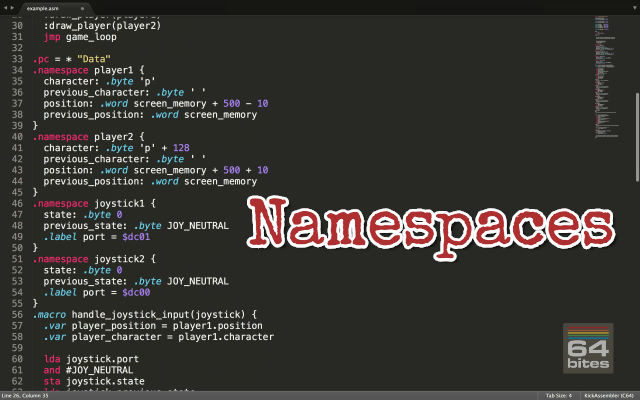 example.asm
30 :draw_player(player2)
31 jmp game_loop
32
33 .pc = * "Data"
34 .namespace player1 {
35 character: .byte 'p'
36 previous_character: .byte ' '
37 position: .word screen_memory + 500 - 10
38 previous_position: .word screen_memory
39 }
40 .namespace player2 {
41 character: .byte 'p' + 128
42 previous_character: .byte ' '
43 position: .word screen_memory + 500 + 10
44 previous_position: .word screen_memory
45 }
46 .namespace joystick1 {
47 state: .byte 0
48 previous_state: .byte JOY_NEUTRAL
49 .label port = $dc01
50 }
51 .namespace joystick2 {
52 state: .byte 0
53 previous_state: .byte JOY_NEUTRAL
54 .label port = $dc00
55 }
56 .macro handle_joystick_input(joystick) {
57 .var player_position = player1.position
58 .var player_character = player1.character
59
60 lda joystick.port
61 and #JOY_NEUTRAL
62 sta joystick.state
Namespaces
64
bites
Line 26, Column 35
Tab Size: 4
KickAssembler (C64)